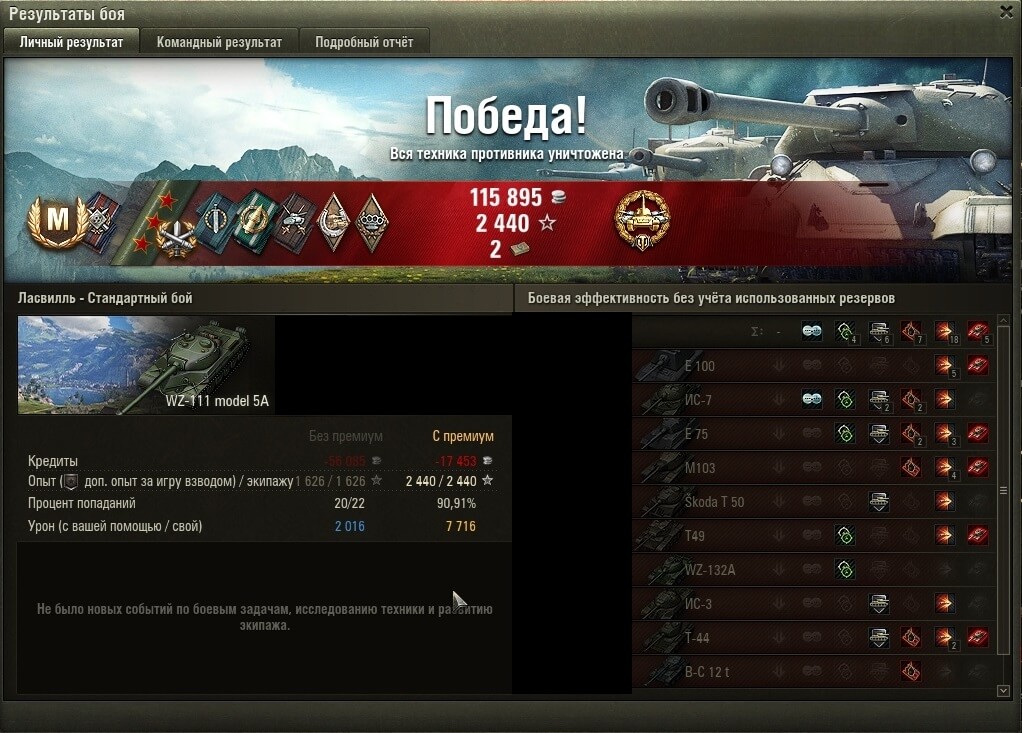 Результаты боя
Личный результат Командный результат Подробный отчёт
Победа!
Вся техника противника уничтожена
115 895
2 440
2
M
Ласвилль - Стандартный бой
Боевая эффективность без учёта использованных резервов
WZ-111 model 5A
Без премиум С премиум
Кредиты -56 085 -17 453
Опыт ( доп. опыт за игру взводом) / экипажу 1 626 / 1 626 2 440 / 2 440
Процент попаданий 20/22 90,91%
Урон (с вашей помощью / свой) 2 016 7 716
Не было новых событий по боевым задачам, исследованию техники и развитию
экипажа.
Σ: - 4 6 7 18 5
E 100 5
ИС-7 2 2
E 75 2 3
M103 4
Škoda T 50
T49
WZ-132A
ИС-3
Т-44 2
B-C 12 t